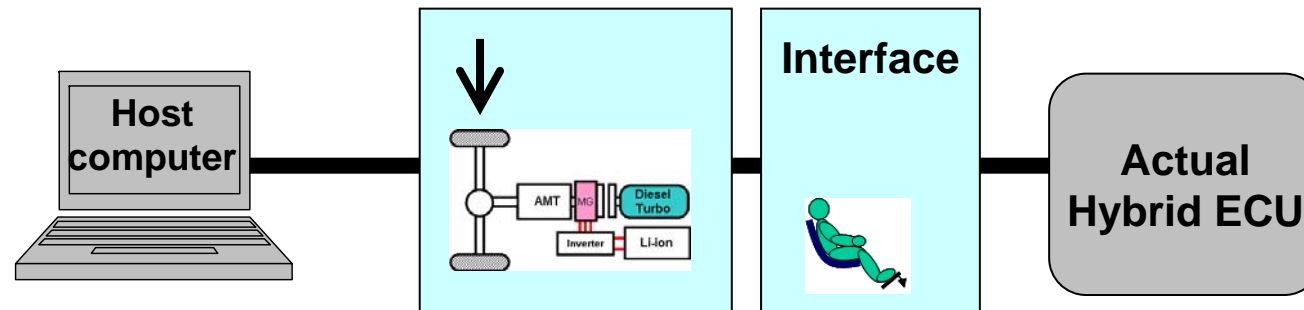 Host
computer
AMT
MG
Diesel
Turbo
Inverter
Li-ion
Interface
Actual
Hybrid ECU